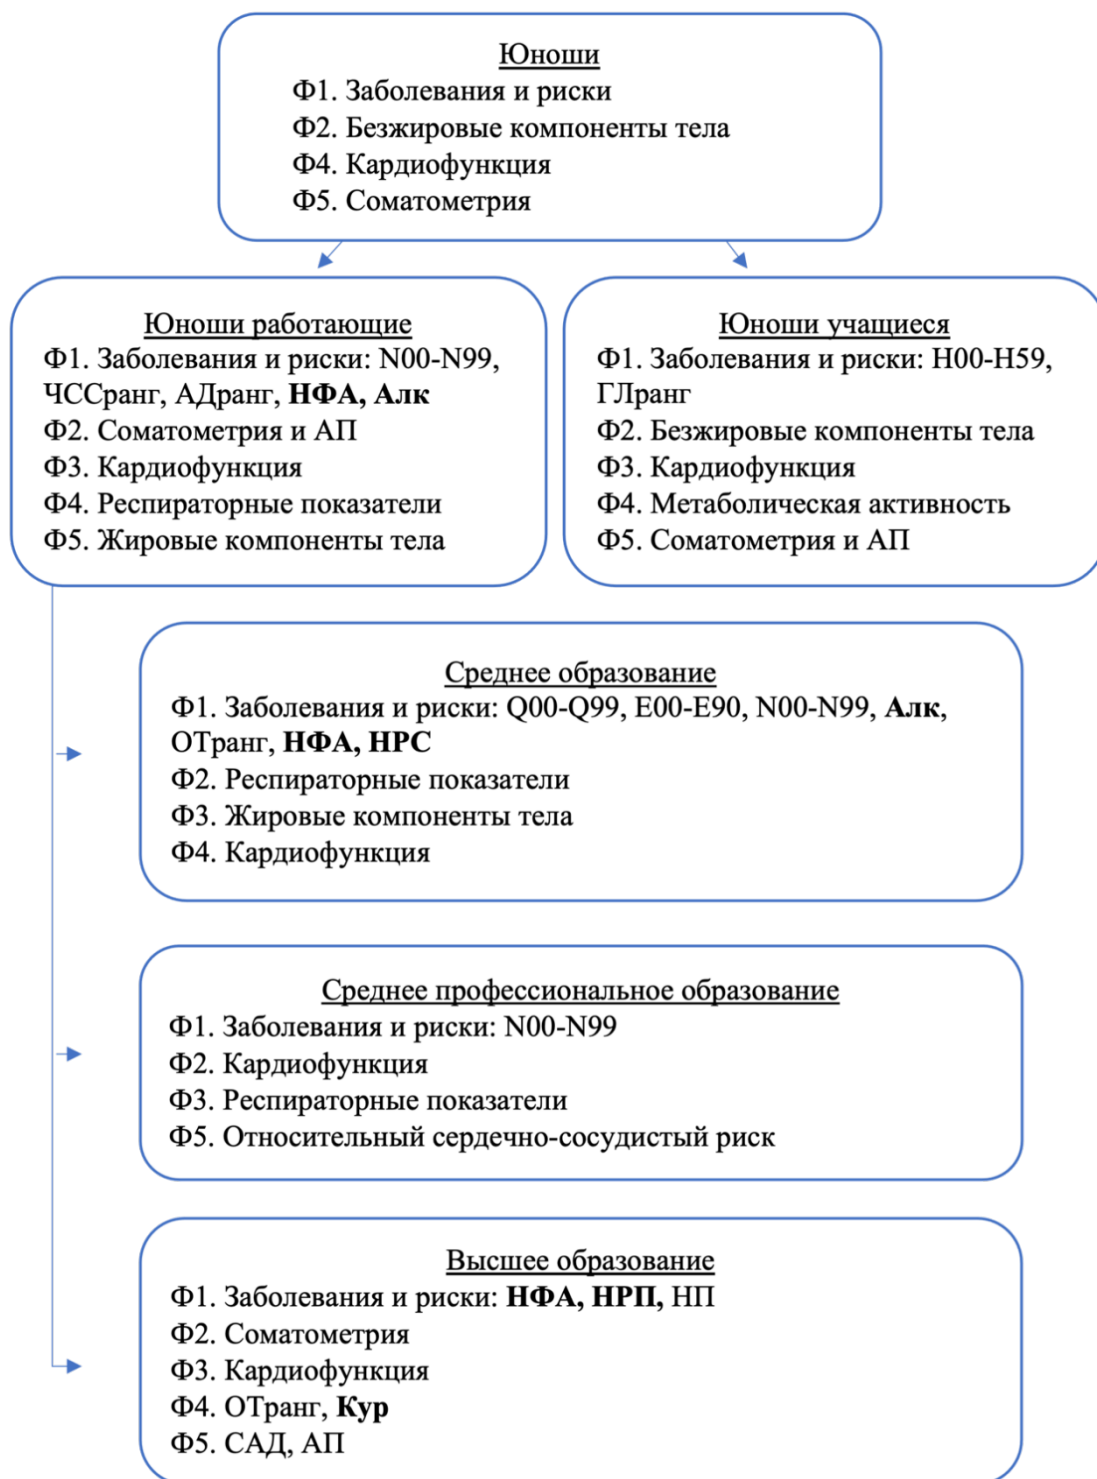 Юноши
Ф1. Заболевания и риски
Ф2. Безжировые компоненты тела
Ф4. Кардиофункция
Ф5. Соматометрия
Юноши работающие
Ф1. Заболевания и риски: N00-N99,
ЧССранг, АДранг, НФА, Алк
Ф2. Соматометрия и АП
Ф3. Кардиофункция
Ф4. Респираторные показатели
Ф5. Жировые компоненты тела
Юноши учащиеся
Ф1. Заболевания и риски: Н00-Н59,
ГЛранг
Ф2. Безжировые компоненты тела
Ф3. Кардиофункция
Ф4. Метаболическая активность
Ф5. Соматометрия и АП
Среднее образование
Ф1. Заболевания и риски: Q00-Q99, E00-E90, N00-N99, Алк,
ОТранг, НФА, НРС
Ф2. Респираторные показатели
Ф3. Жировые компоненты тела
Ф4. Кардиофункция
Среднее профессиональное образование
Ф1. Заболевания и риски: N00-N99
Ф2. Кардиофункция
Ф3. Респираторные показатели
Ф5. Относительный сердечно-сосудистый риск
Высшее образование
Ф1. Заболевания и риски: НФА, НРП, НП
Ф2. Соматометрия
Ф3. Кардиофункция
Ф4. ОТранг, Кур
Ф5. САД, АП